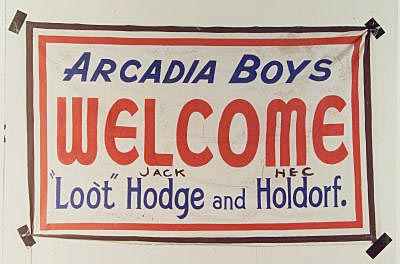 ARCADIA BOYS
WELCOME
JACK HEC
"Loot" Hodge and Holdorf.